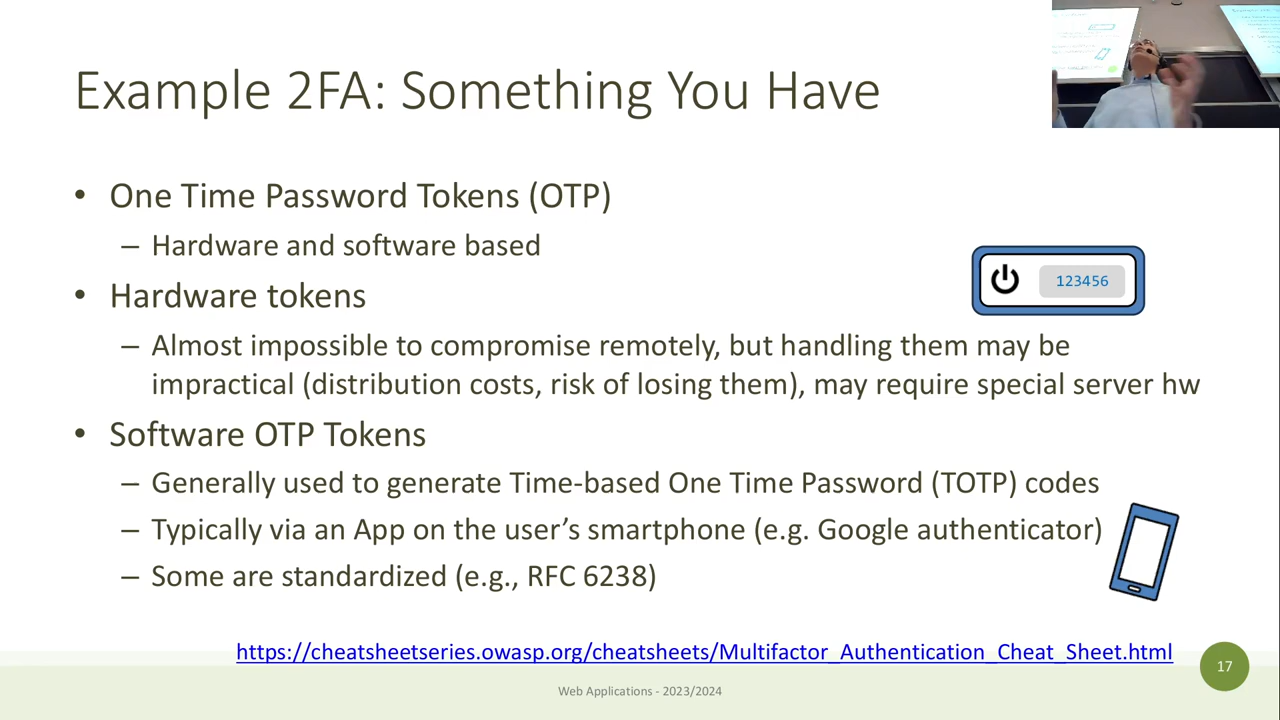 Example 2FA: Something You Have
• One Time Password Tokens (OTP)
– Hardware and software based
• Hardware tokens
123456
– Almost impossible to compromise remotely, but handling them may be
impractical (distribution costs, risk of losing them), may require special server hw
• Software OTP Tokens
– Generally used to generate Time-based One Time Password (TOTP) codes
– Typically via an App on the user’s smartphone (e.g. Google authenticator)
– Some are standardized (e.g., RFC 6238)
https://cheatsheetseries.owasp.org/cheatsheets/Multifactor_Authentication_Cheat_Sheet.html
17
Web Applications - 2023/2024